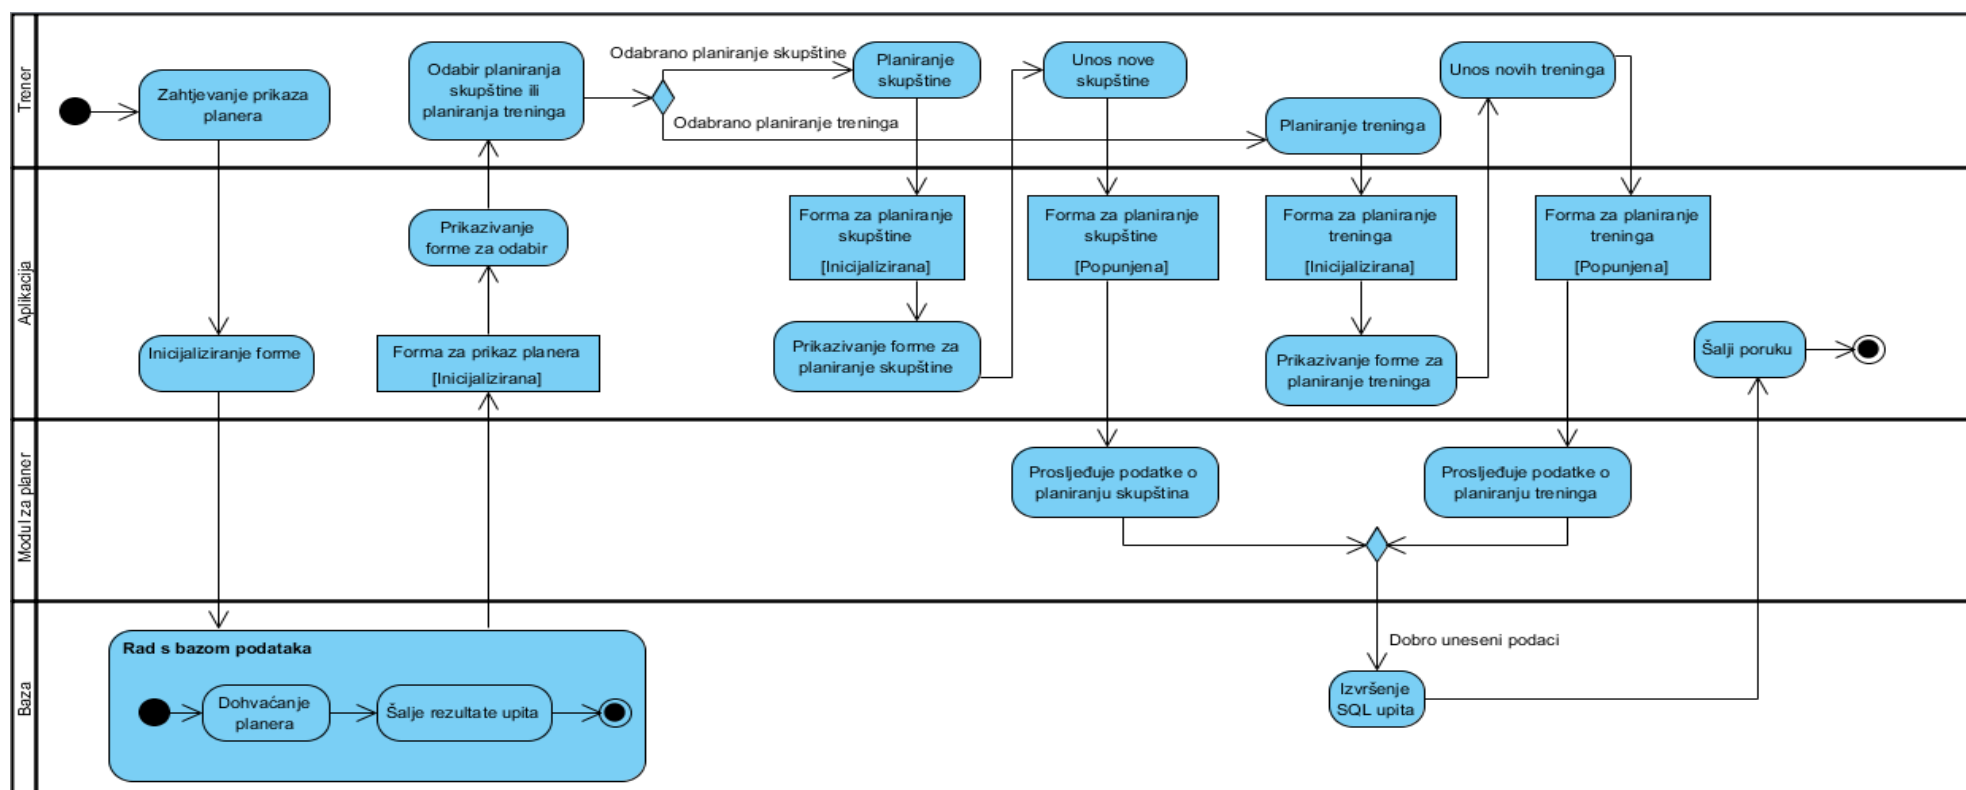 Trener
Zahtjevanje prikaza
planera
Odabir planiranja
skupštine ili
planiranja treninga
Odabrano planiranje skupštine
Odabrano planiranje treninga
Planiranje
skupštine
Unos nove
skupštine
Planiranje treninga
Unos novih treninga
Aplikacija
Inicijaliziranje forme
Prikazivanje
forme za odabir
Forma za prikaz planera
[Inicijalizirana]
Forma za planiranje
skupštine
[Inicijalizirana]
Prikazivanje forme za
planiranje skupštine
Forma za planiranje
skupštine
[Popunjena]
Forma za planiranje
treninga
[Inicijalizirana]
Prikazivanje forme za
planiranje treninga
Forma za planiranje
treninga
[Popunjena]
Šalji poruku
Modul za planer
Prosljeđuje podatke o
planiranju skupština
Prosljeđuje podatke o
planiranju treninga
Baza
Rad s bazom podataka
Dohvaćanje
planera
Šalje rezultate upita
Dobro uneseni podaci
Izvršenje
SQL upita